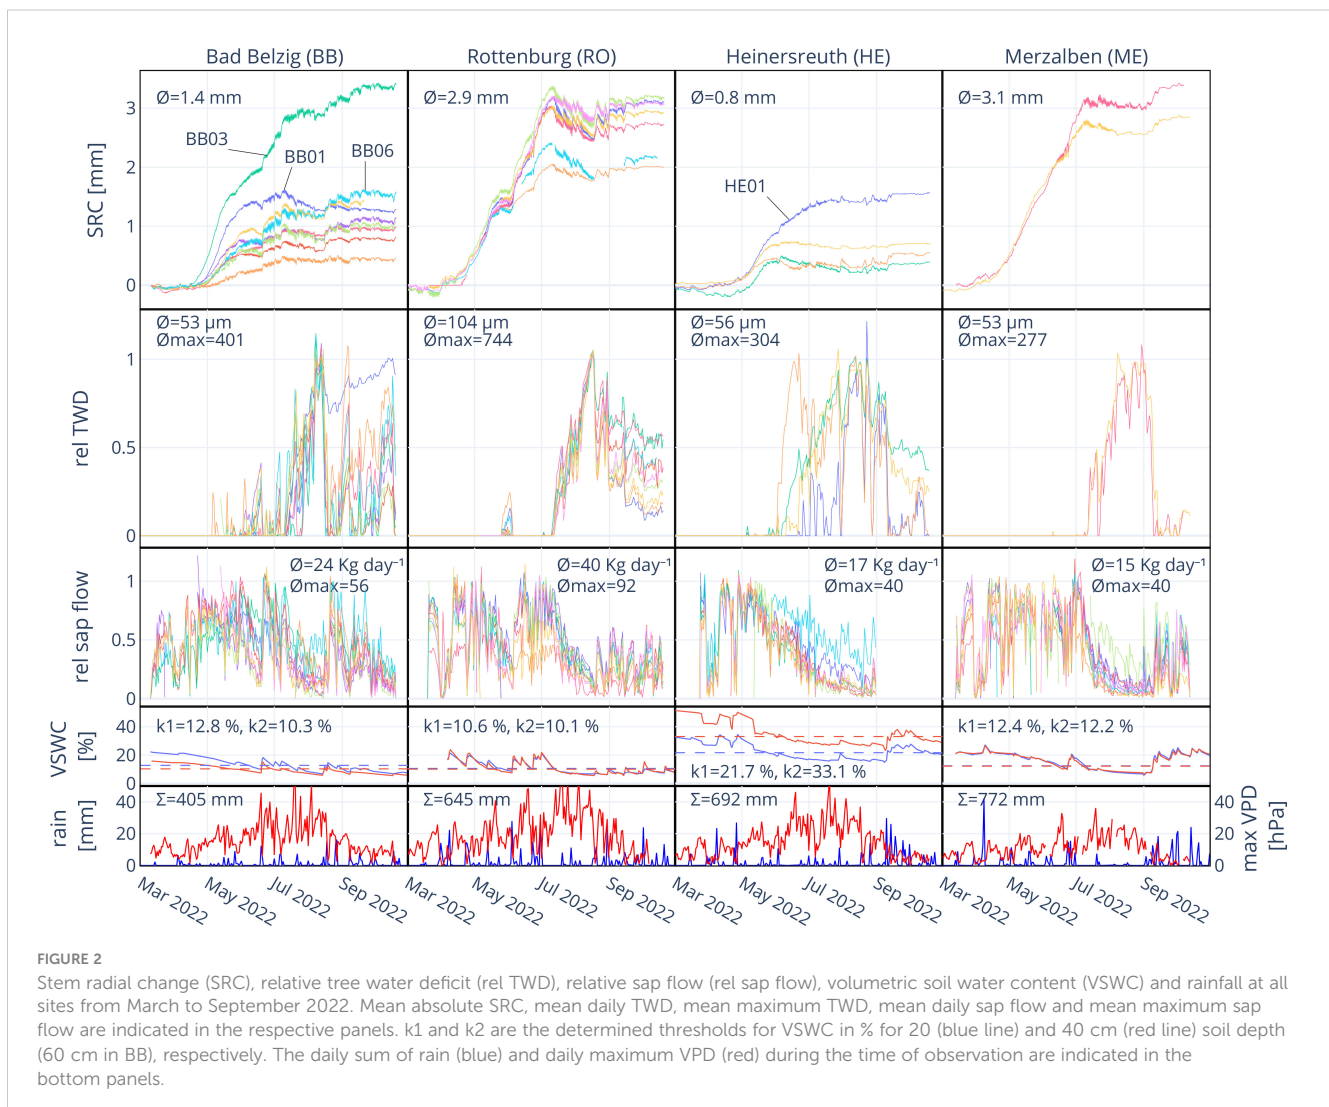 Bad Belzig (BB)
Rottenburg (RO)
Heinersreuth (HE)
Merzalben (ME)
SRC [mm]
3
2
1
0
Ø=1.4 mm
BB03
BB01
BB06
Ø=2.9 mm
Ø=0.8 mm
HE01
Ø=3.1 mm
rel TWD
1
0.5
0
Ø=53 µm
Ømax=401
Ø=104 µm
Ømax=744
Ø=56 µm
Ømax=304
Ø=53 µm
Ømax=277
rel sap flow
1
0.5
0
Ø=24 Kg day⁻¹
Ømax=56
Ø=40 Kg day⁻¹
Ømax=92
Ø=17 Kg day⁻¹
Ømax=40
Ø=15 Kg day⁻¹
Ømax=40
VSWC
[%]
40
20
0
k1=12.8 %, k2=10.3 %
k1=10.6 %, k2=10.1 %
k1=21.7 %, k2=33.1 %
k1=12.4 %, k2=12.2 %
rain
[mm]
40
20
0
Σ=405 mm
Σ=645 mm
Σ=692 mm
Σ=772 mm
40
20
0
max VPD
[hPa]
Mar 2022
May 2022
Jul 2022
Sep 2022
Mar 2022
May 2022
Jul 2022
Sep 2022
Mar 2022
May 2022
Jul 2022
Sep 2022
Mar 2022
May 2022
Jul 2022
Sep 2022
FIGURE 2
Stem radial change (SRC), relative tree water deficit (rel TWD), relative sap flow (rel sap flow), volumetric soil water content (VSWC) and rainfall at all
sites from March to September 2022. Mean absolute SRC, mean daily TWD, mean maximum TWD, mean daily sap flow and mean maximum sap
flow are indicated in the respective panels. k1 and k2 are the determined thresholds for VSWC in % for 20 (blue line) and 40 cm (red line) soil depth
(60 cm in BB), respectively. The daily sum of rain (blue) and daily maximum VPD (red) during the time of observation are indicated in the
bottom panels.